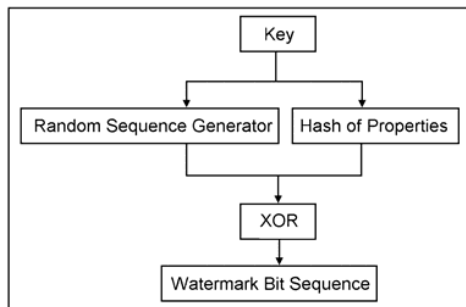 Key
Random Sequence Generator
Hash of Properties
XOR
Watermark Bit Sequence